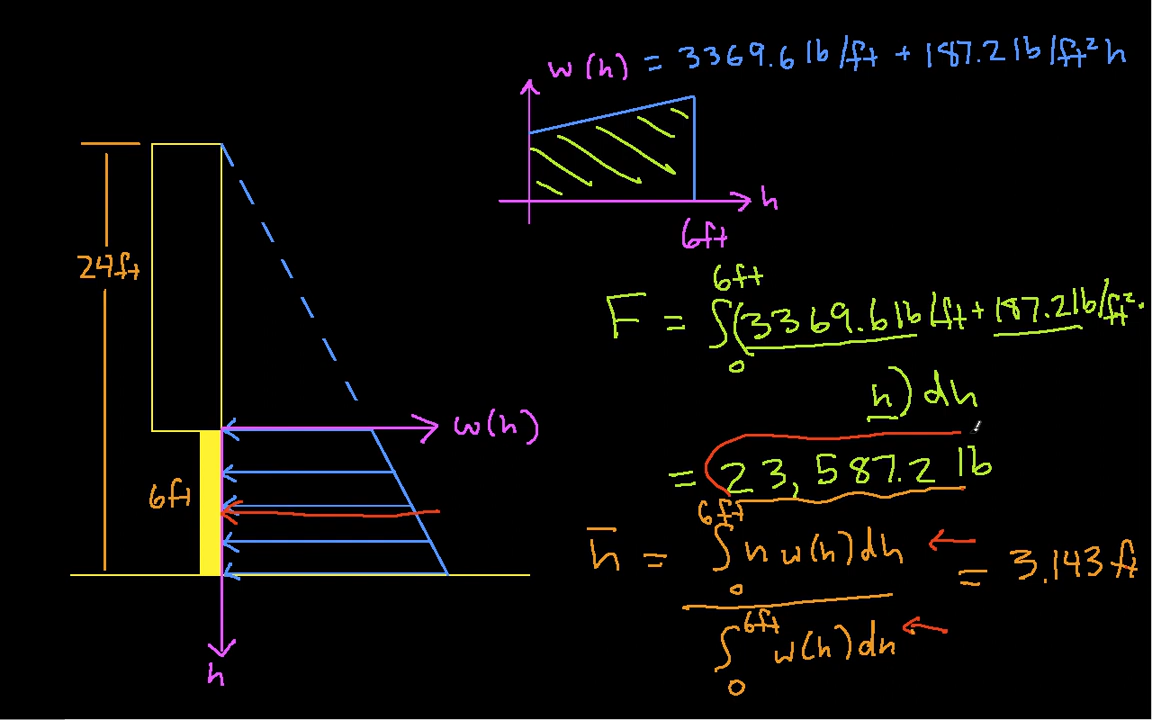 w(h) = 3369.6 lb/ft + 187.2 lb/ft² h
h
6ft
24ft
6ft
w(h)
h
6ft
F = ∫(3369.6 lb/ft + 187.2 lb/ft² ·
0
h) dh
= 23,587.2 lb
6ft
h̅ = ∫ h w(h) dh = 3.143 ft
0
6ft
∫ w(h) dh
0